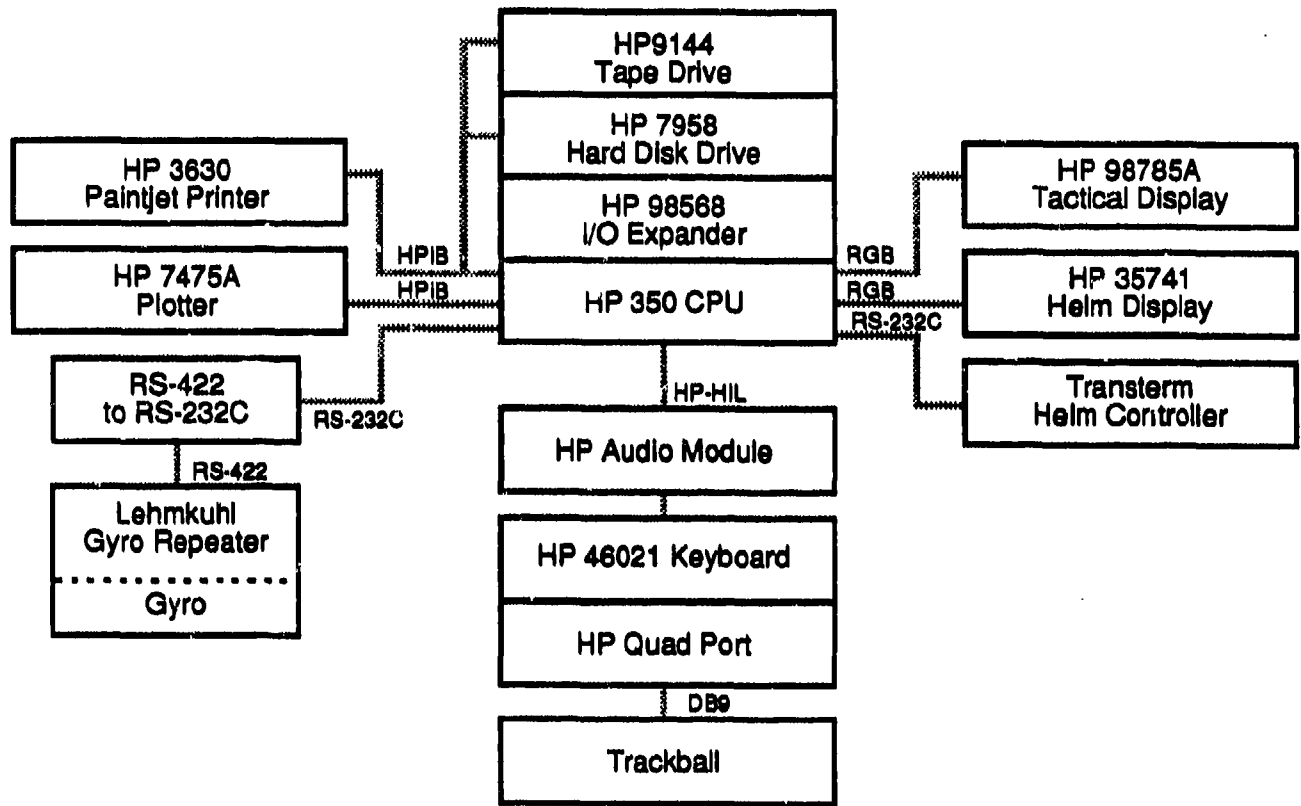 HP9144
Tape Drive
HP 7958
Hard Disk Drive
HP 98568
I/O Expander
HP 350 CPU
HP 3630
Paintjet Printer
HP 7475A
Plotter
HPIB
HPIB
RS-422
to RS-232C
RS-232C
RS-422
Lehmkuhl
Gyro Repeater
Gyro
HP-HIL
HP Audio Module
HP 46021 Keyboard
HP Quad Port
DB9
Trackball
RGB
RGB
RS-232C
HP 98785A
Tactical Display
HP 35741
Helm Display
Transterm
Helm Controller